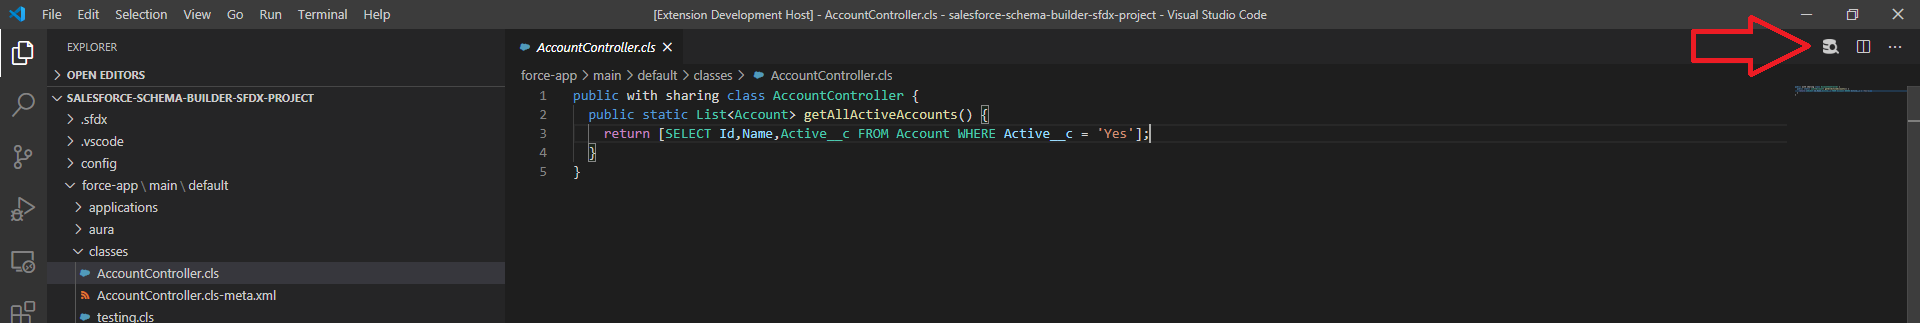 File Edit Selection View Go Run Terminal Help [Extension Development Host] - AccountController.cls - salesforce-schema-builder-sfdx-project - Visual Studio Code
EXPLORER
OPEN EDITORS
SALESFORCE-SCHEMA-BUILDER-SFDX-PROJECT
.sfdx
.vscode
config
force-app \ main \ default
applications
aura
classes
AccountController.cls
AccountController.cls-meta.xml
testing.cls
AccountController.cls
force-app > main > default > classes > AccountController.cls
1 public with sharing class AccountController {
2 public static List<Account> getAllActiveAccounts() {
3 return [SELECT Id,Name,Active__c FROM Account WHERE Active__c = 'Yes'];
4 }
5 }